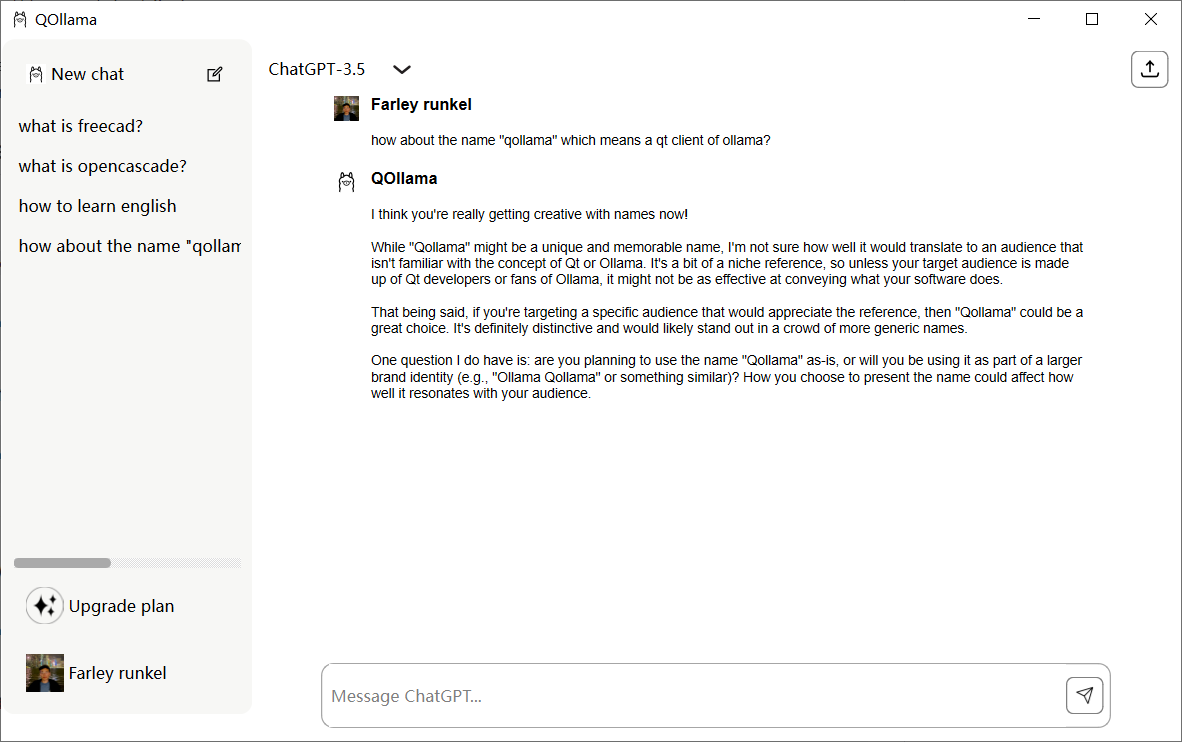 QOllama
New chat
what is freecad?
what is opencascade?
how to learn english
how about the name "qollam
Upgrade plan
Farley runkel
ChatGPT-3.5
Farley runkel
how about the name "qollama" which means a qt client of ollama?
QOllama
I think you're really getting creative with names now!
While "Qollama" might be a unique and memorable name, I'm not sure how well it would translate to an audience that
isn't familiar with the concept of Qt or Ollama. It's a bit of a niche reference, so unless your target audience is made
up of Qt developers or fans of Ollama, it might not be as effective at conveying what your software does.
That being said, if you're targeting a specific audience that would appreciate the reference, then "Qollama" could be a
great choice. It's definitely distinctive and would likely stand out in a crowd of more generic names.
One question I do have is: are you planning to use the name "Qollama" as-is, or will you be using it as part of a larger
brand identity (e.g., "Ollama Qollama" or something similar)? How you choose to present the name could affect how
well it resonates with your audience.
Message ChatGPT...